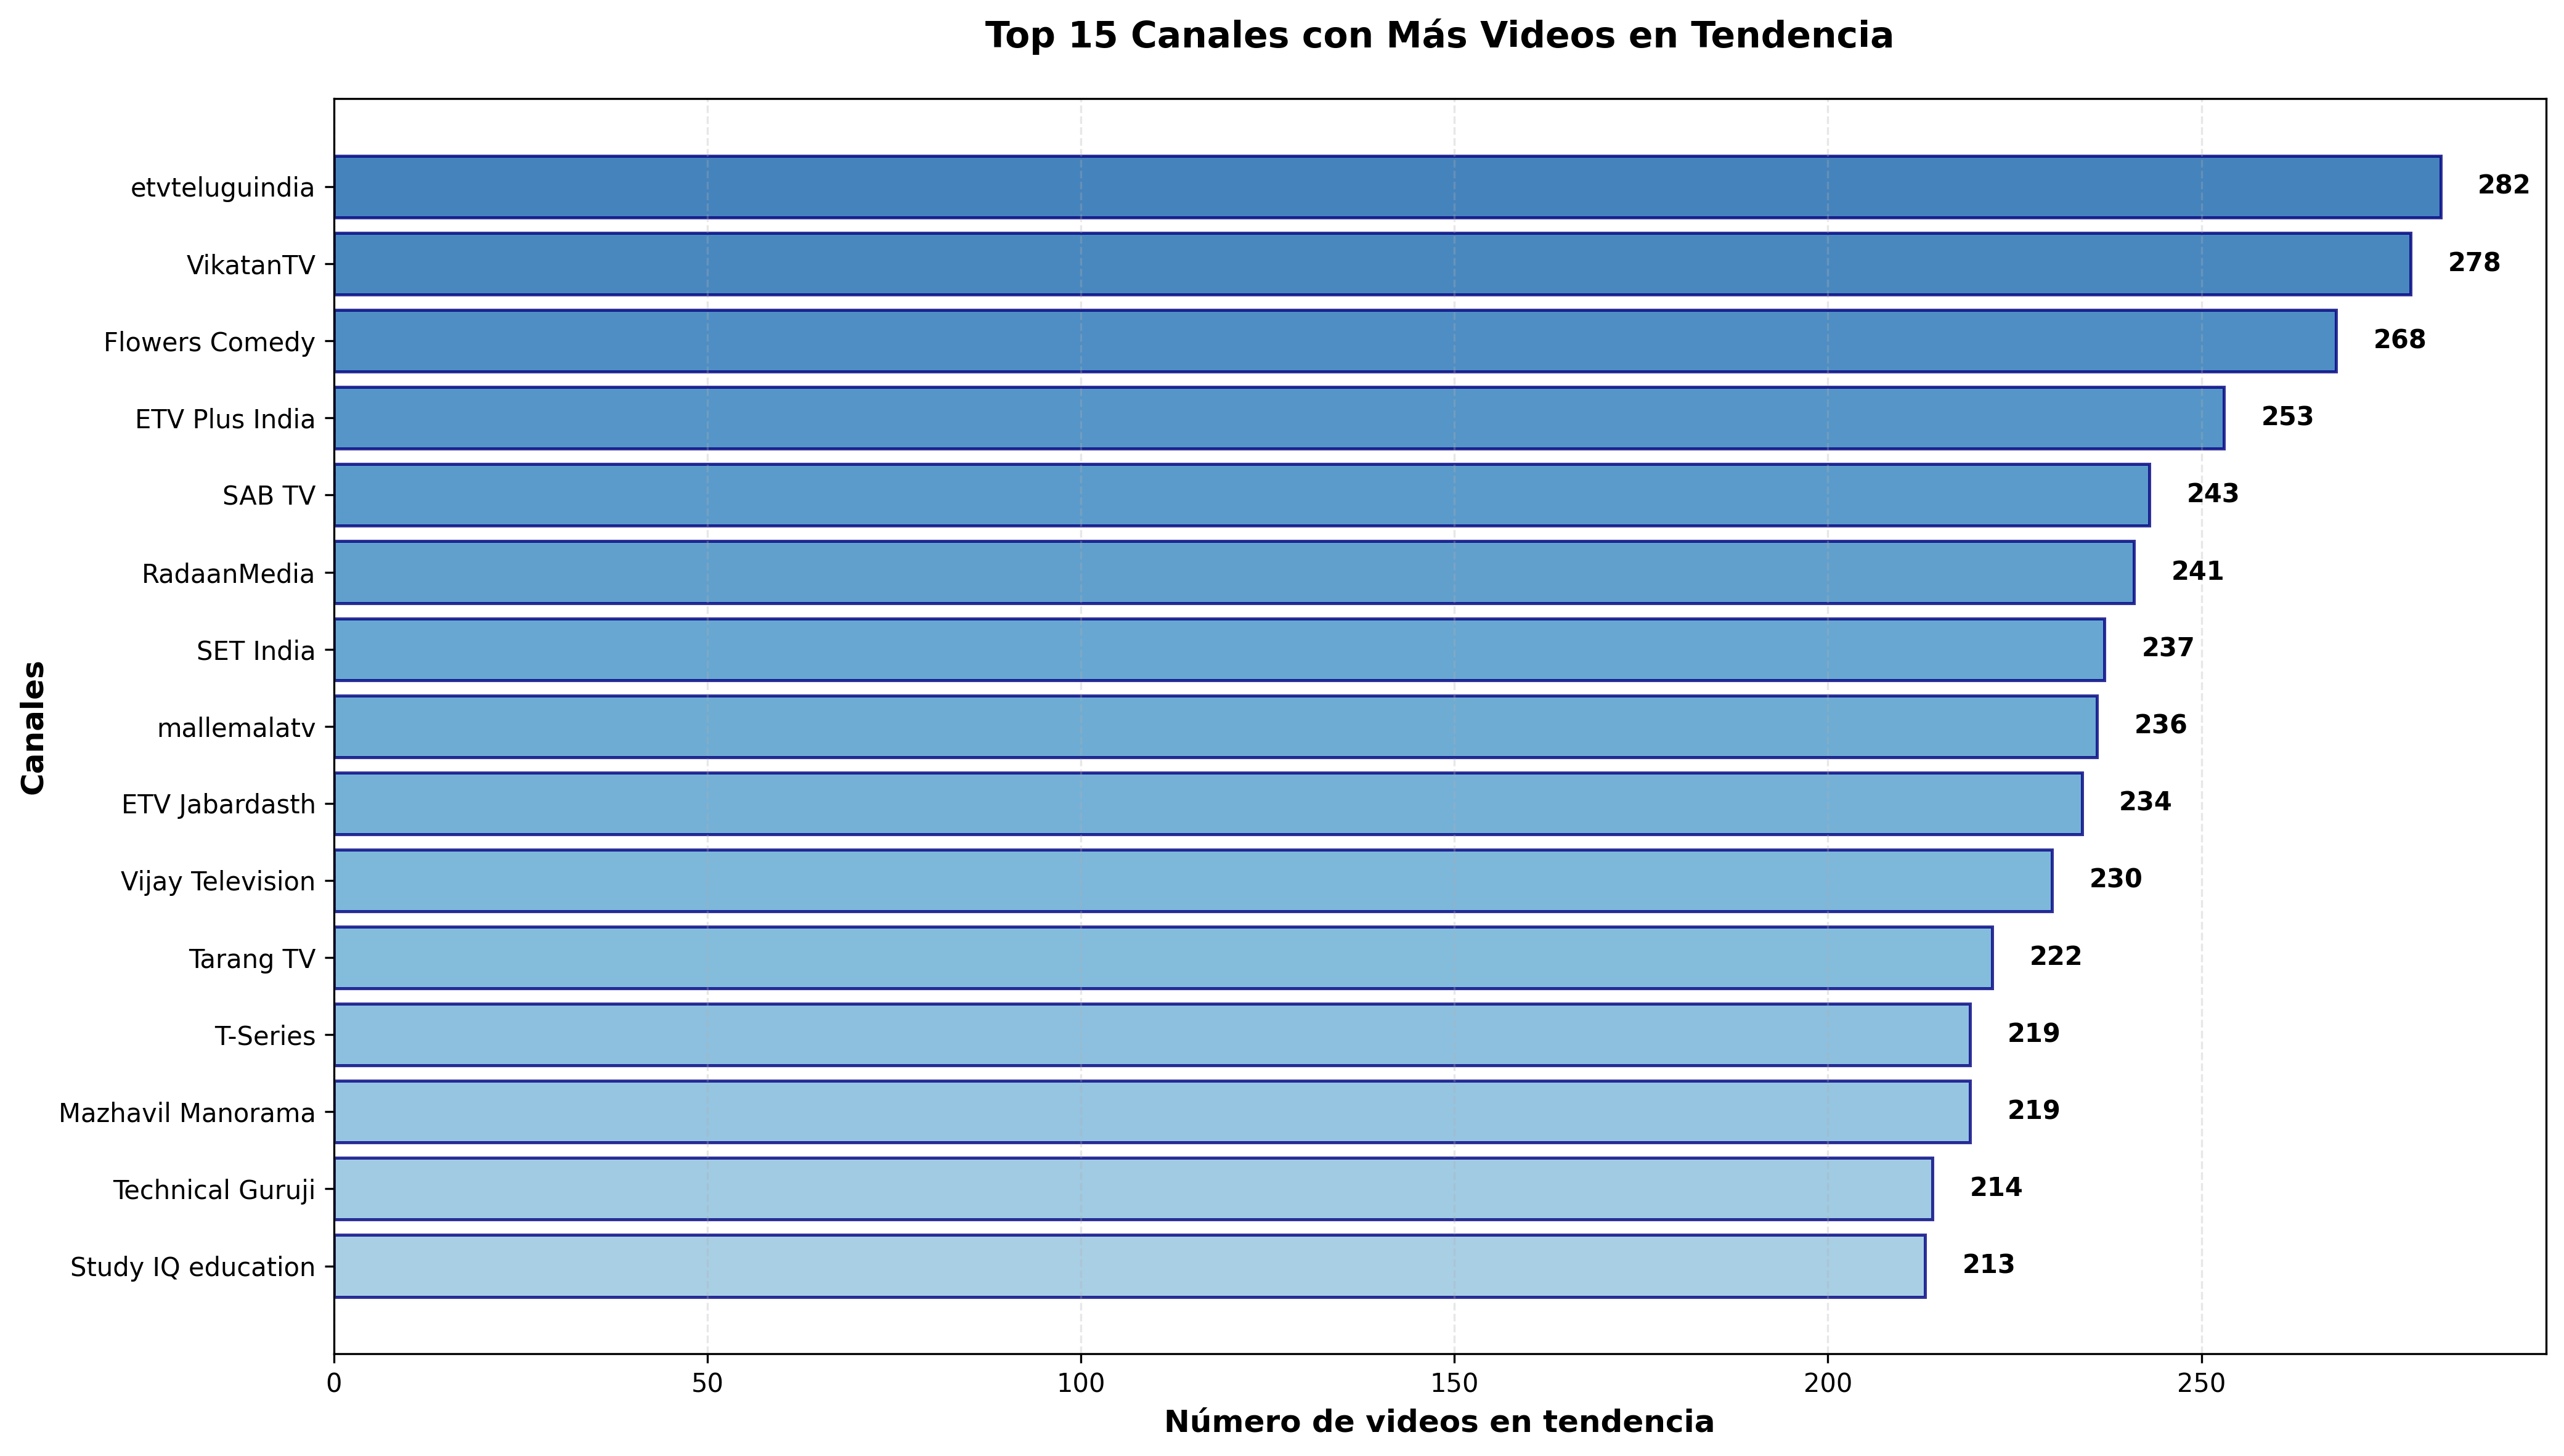 Top 15 Canales con Más Videos en Tendencia
Canales
etvteluguindia 282
VikatanTV 278
Flowers Comedy 268
ETV Plus India 253
SAB TV 243
RadaanMedia 241
SET India 237
mallemalatv 236
ETV Jabardasth 234
Vijay Television 230
Tarang TV 222
T-Series 219
Mazhavil Manorama 219
Technical Guruji 214
Study IQ education 213
0 50 100 150 200 250
Número de videos en tendencia